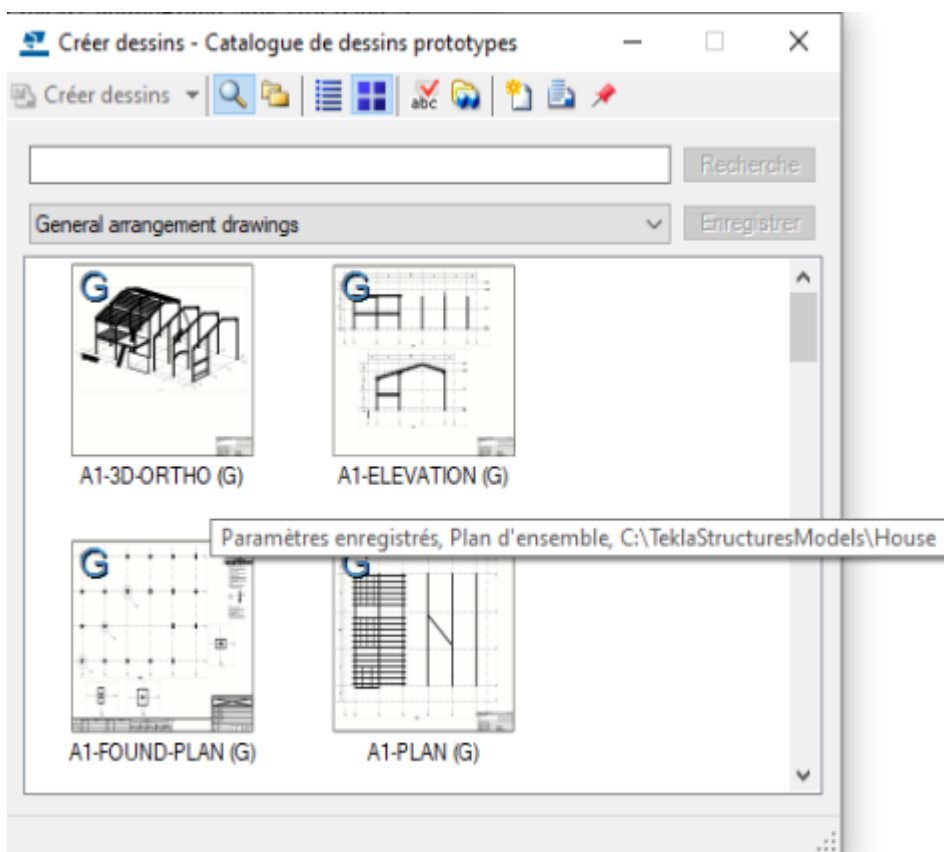 Créer dessins - Catalogue de dessins prototypes
Créer dessins
abc
Recherche
General arrangement drawings
Enregistrer
G
G
A1-3D-ORTHO (G)
A1-ELEVATION (G)
Paramètres enregistrés, Plan d'ensemble, C:\TeklaStructuresModels\House
G
G
A1-FOUND-PLAN (G)
A1-PLAN (G)